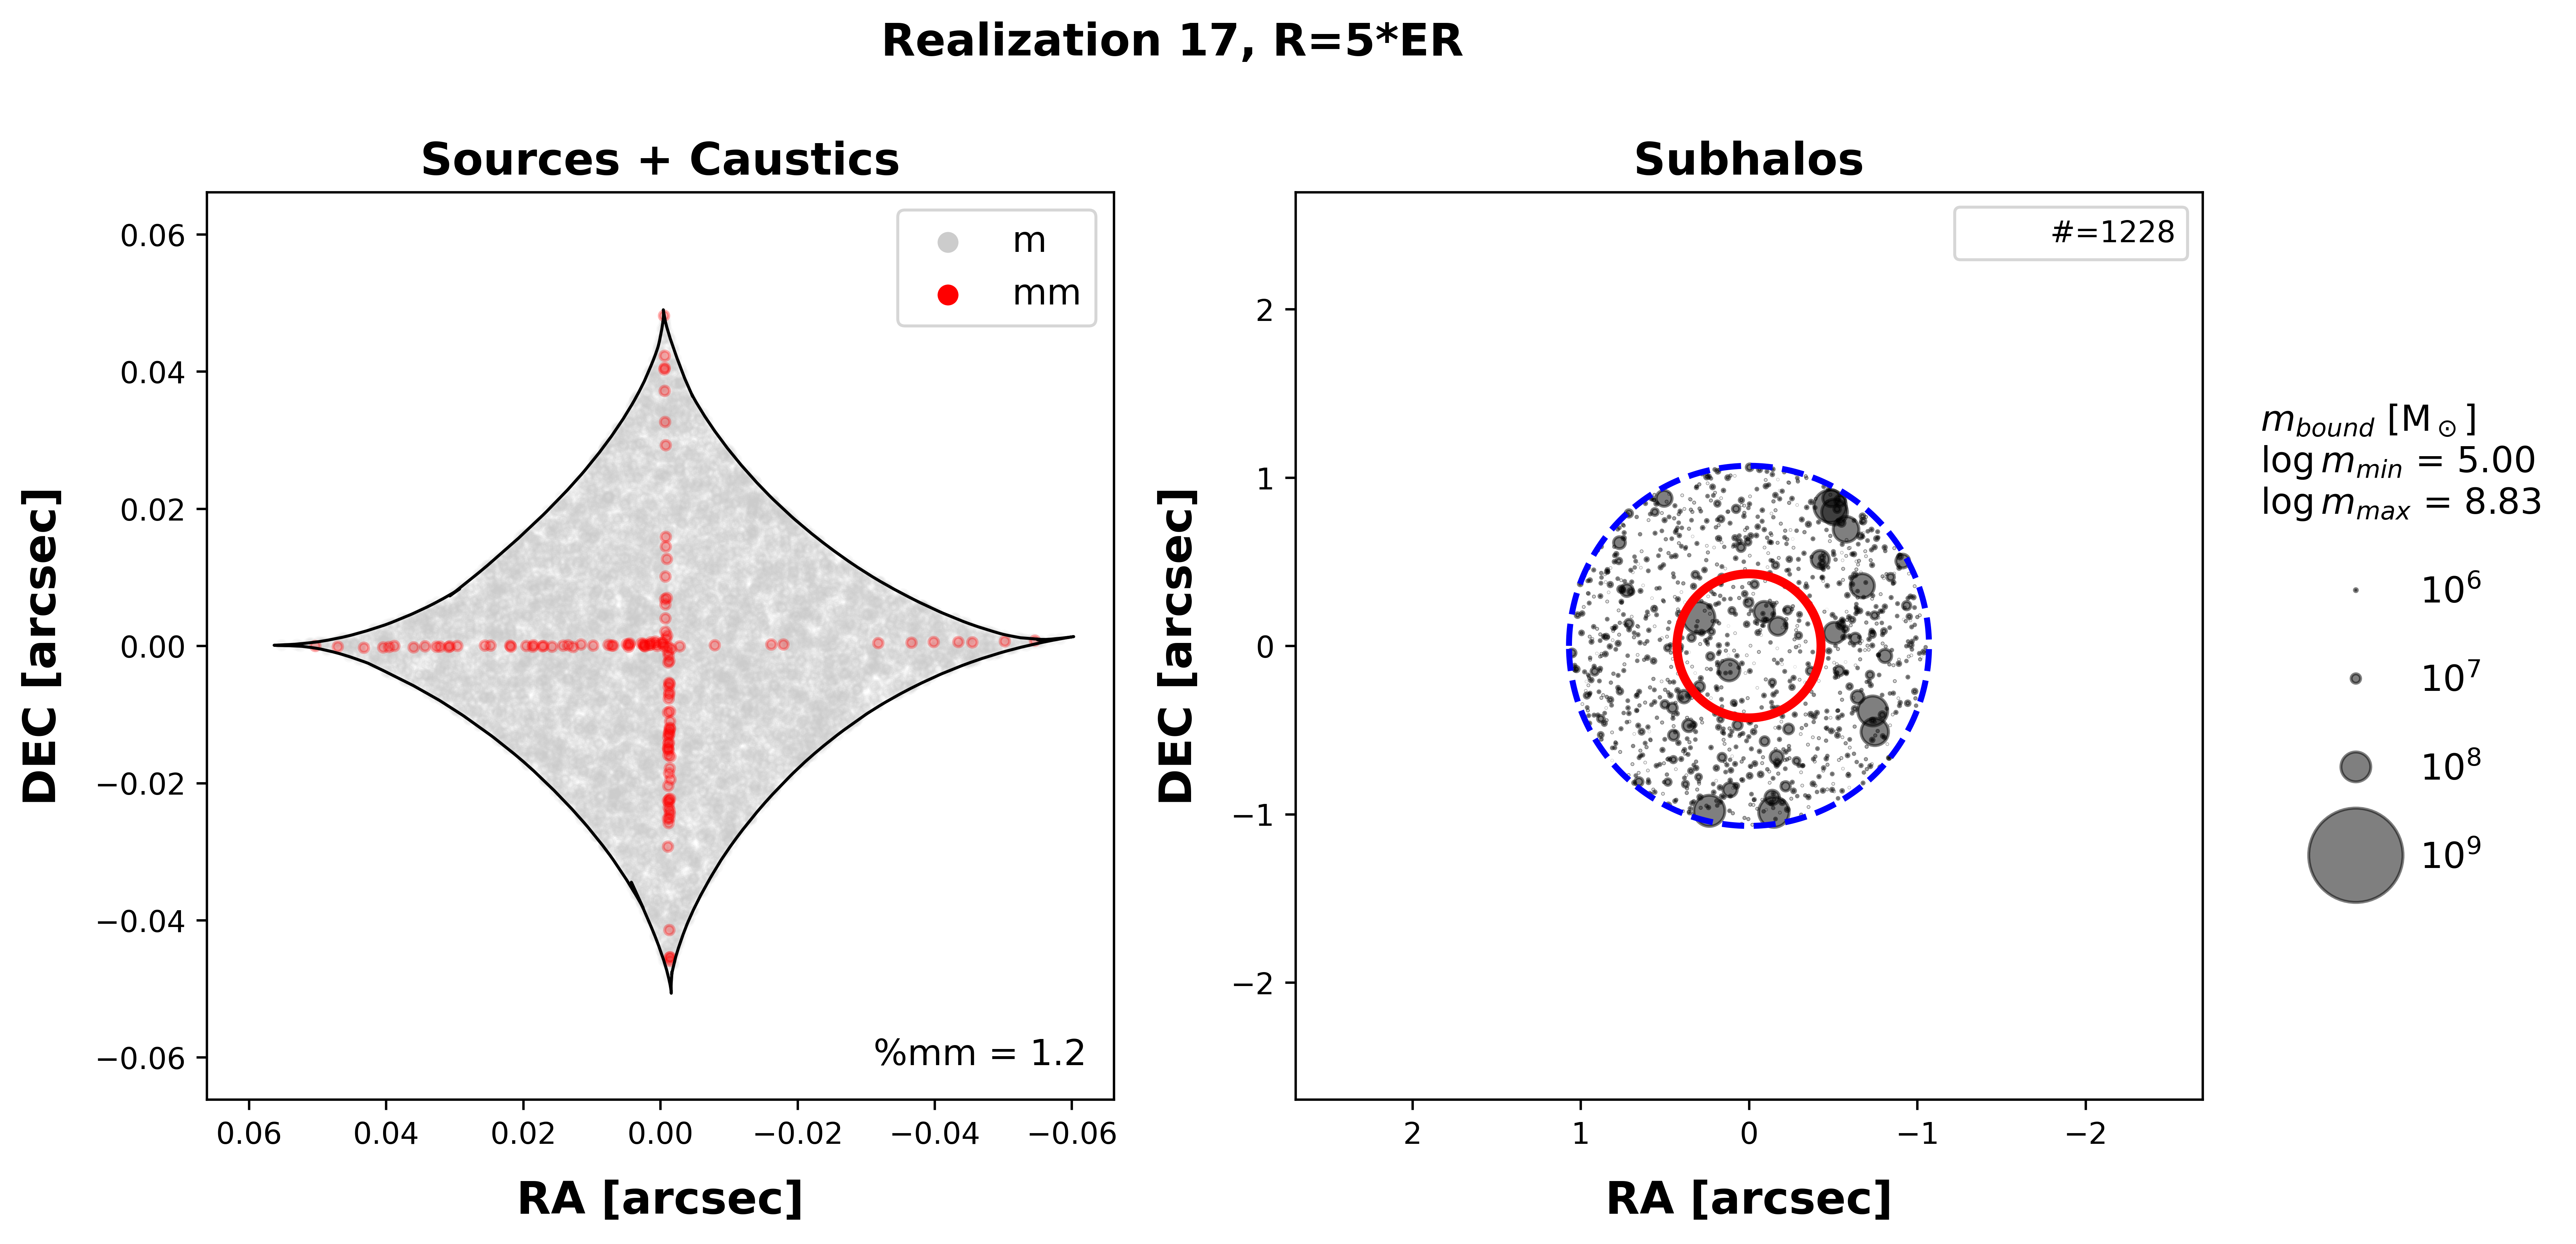 Realization 17, R=5*ER
Sources + Caustics
m
mm
%mm = 1.2
0.06
0.04
0.02
0.00
−0.02
−0.04
−0.06
0.06
0.04
0.02
0.00
−0.02
−0.04
−0.06
DEC [arcsec]
RA [arcsec]
Subhalos
#=1228
2
1
0
−1
−2
2
1
0
−1
−2
DEC [arcsec]
RA [arcsec]
m_bound [M_⊙]
log m_min = 5.00
log m_max = 8.83
10^6
10^7
10^8
10^9